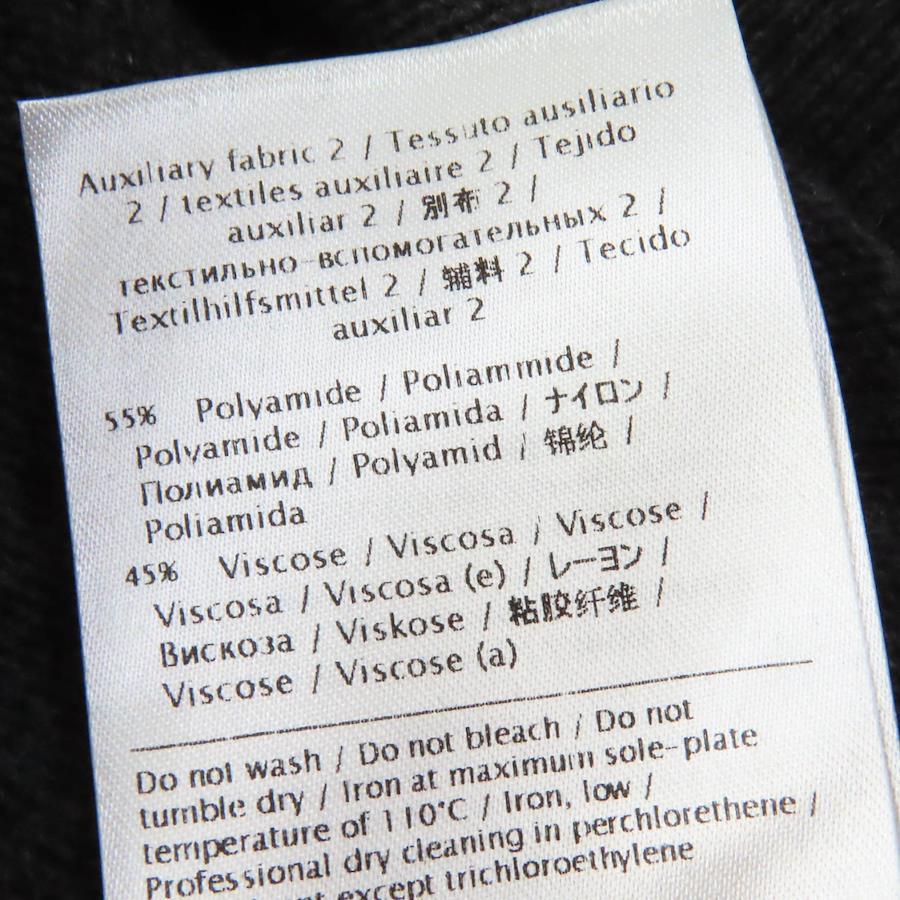 Auxiliary fabric 2 / Tessuto ausiliario
2 / textiles auxiliaire 2 / Tejido
auxiliar 2 / 別布 2 /
текстильно-вспомогательных 2 /
Textilhilfsmittel 2 / 辅料 2 / Tecido
auxiliar 2
55% Polyamide / Poliammide /
Polyamide / Poliamida / ナイロン /
Полиамид / Polyamid / 锦纶 /
Poliamida
45% Viscose / Viscosa / Viscose /
Viscosa / Viscosa (e) / レーヨン /
Вискоза / Viskose / 粘胶纤维 /
Viscose / Viscose (a)
Do not wash / Do not bleach / Do not
tumble dry / Iron at maximum sole-plate
temperature of 110°C / Iron, low /
Professional dry cleaning in perchlorethene /
except trichloroethylene